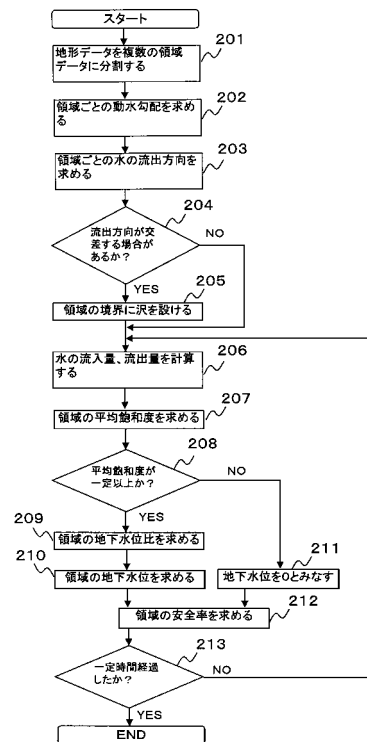 スタート
201
地形データを複数の領域
データに分割する
202
領域ごとの動水勾配を求め
る
203
領域ごとの水の流出方向を
求める
204
流出方向が交
差する場合が
あるか？
NO
YES
205
領域の境界に沢を設ける
水の流入量、流出量を計算
する
206
207
領域の平均飽和度を求める
208
平均飽和度が
一定以上か？
NO
YES
209
領域の地下水位比を求める
210
領域の地下水位を求める
211
地下水位を0とみなす
212
領域の安全率を求める
213
一定時間経過
したか？
NO
YES
END